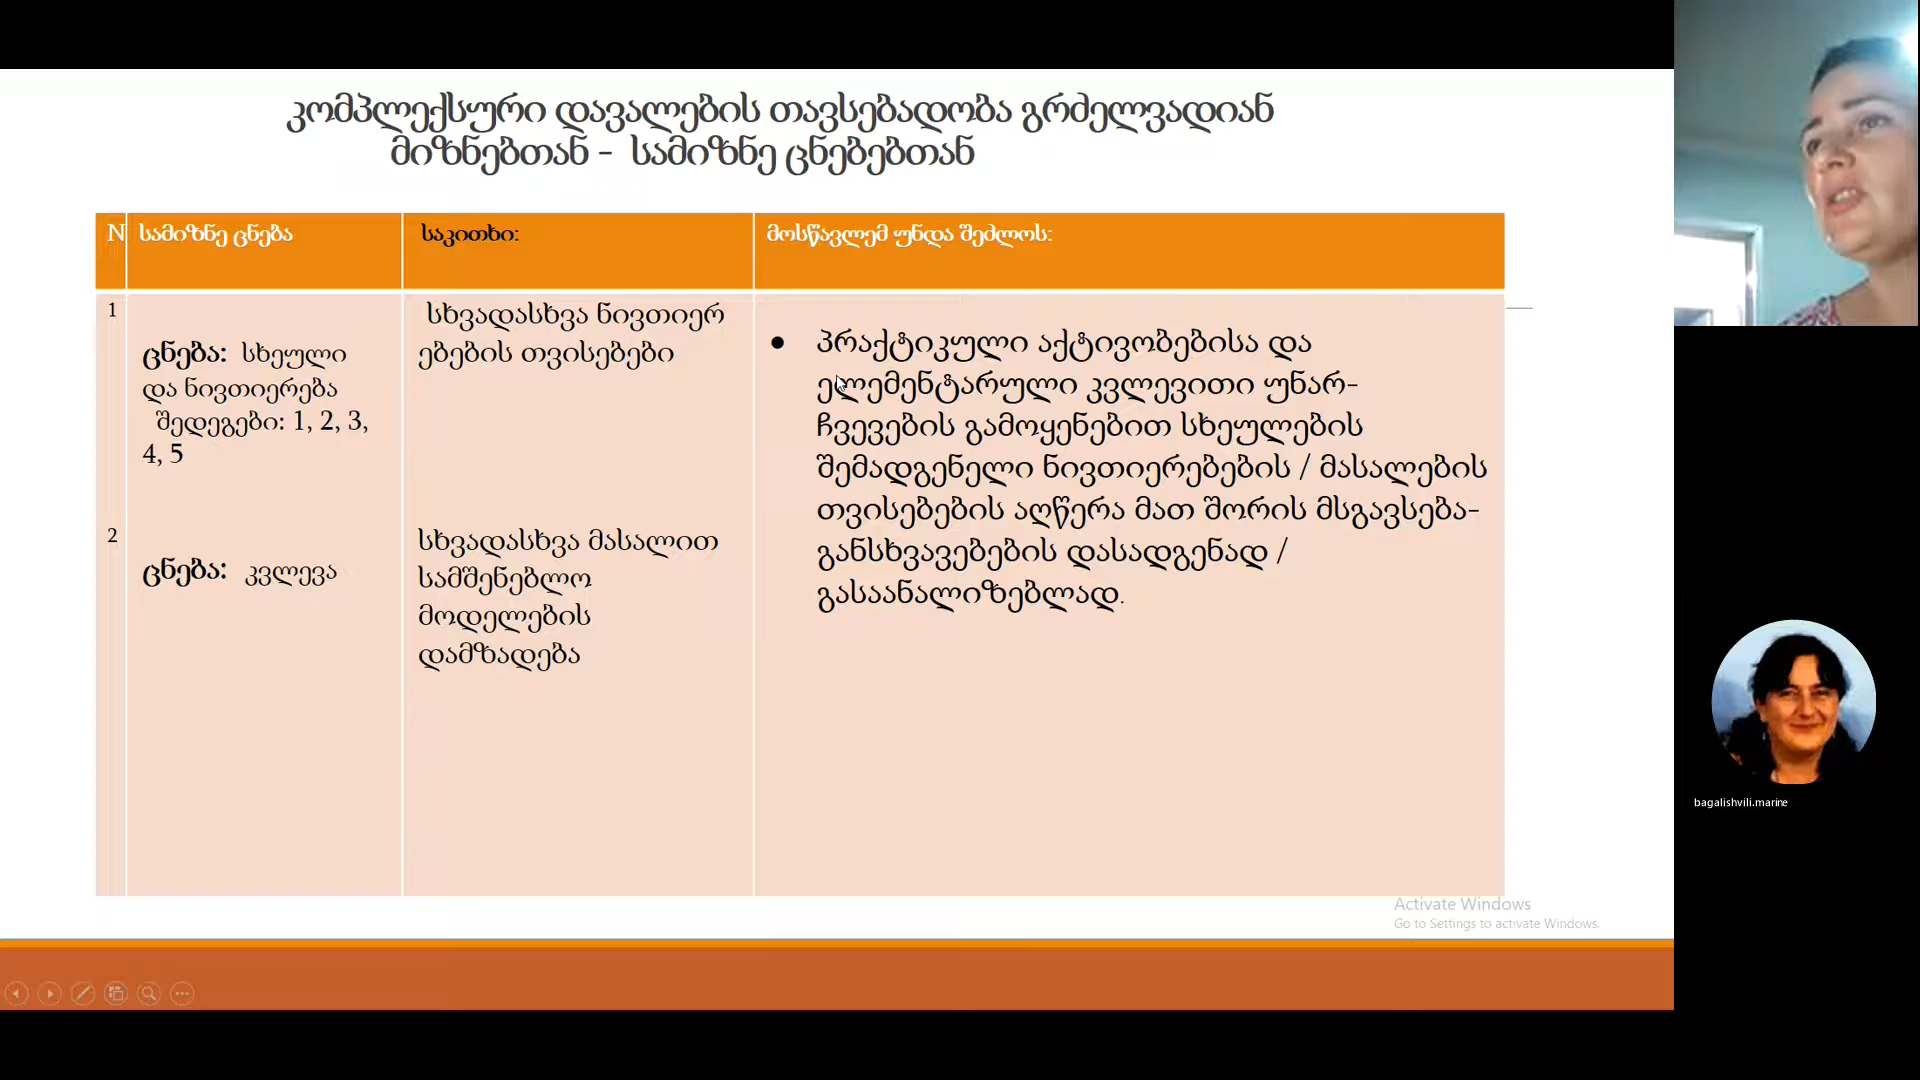 კომპლექსური დავალების თავსებადობა გრძელვადიან
მიზნებთან - სამიზნე ცნებებთან
N
სამიზნე ცნება
საკითხი:
მოსწავლემ უნდა შეძლოს:
1
ცნება: სხეული
და ნივთიერება
შედეგები: 1, 2, 3,
4, 5
სხვადასხვა ნივთიერ
ებების თვისებები
● პრაქტიკული აქტივობებისა და
ელემენტარული კვლევითი უნარ-
ჩვევების გამოყენებით სხეულების
შემადგენელი ნივთიერებების / მასალების
თვისებების აღწერა მათ შორის მსგავსება-
განსხვავებების დასადგენად /
გასაანალიზებლად.
2
ცნება: კვლევა
სხვადასხვა მასალით
სამშენებლო
მოდელების
დამზადება
Activate Windows
Go to Settings to activate Windows.
bagalishvili.marine